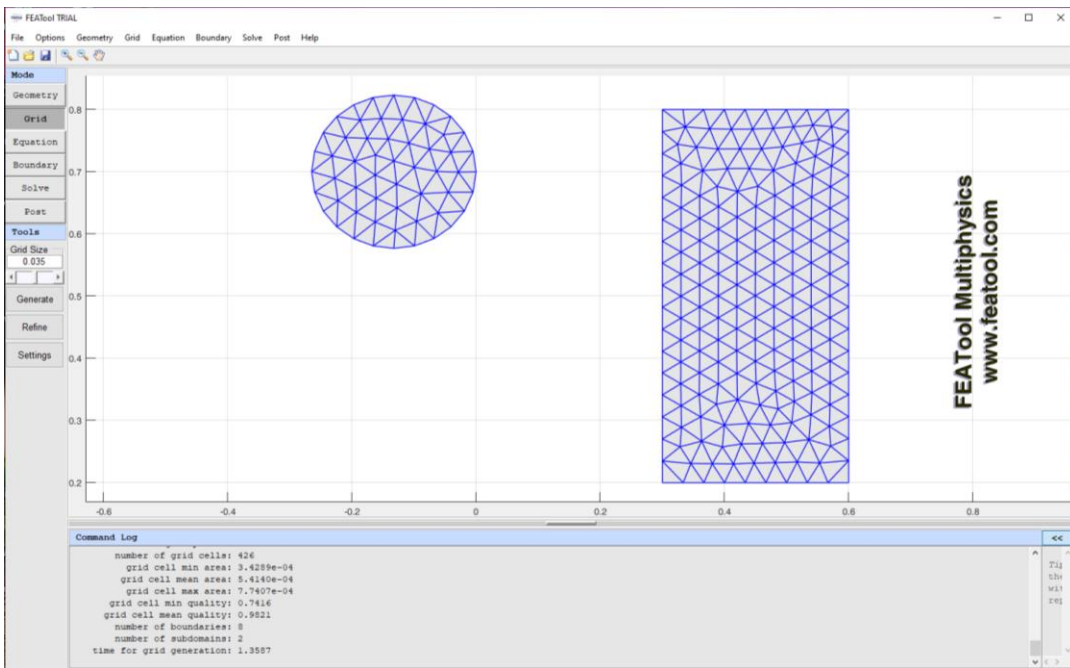 FEATool TRIAL
File Options Geometry Grid Equation Boundary Solve Post Help
Mode
Geometry
Grid
Equation
Boundary
Solve
Post
Tools
Grid Size
0.035
Generate
Refine
Settings
0.8
0.7
0.6
0.5
0.4
0.3
0.2
-0.6 -0.4 -0.2 0 0.2 0.4 0.6 0.8
FEATool Multiphysics
www.featool.com
Command Log
<<
number of grid cells: 426
grid cell min area: 3.4289e-04
grid cell mean area: 5.4140e-04
grid cell max area: 7.7407e-04
grid cell min quality: 0.7416
grid cell mean quality: 0.9821
number of boundaries: 8
number of subdomains: 2
time for grid generation: 1.3587